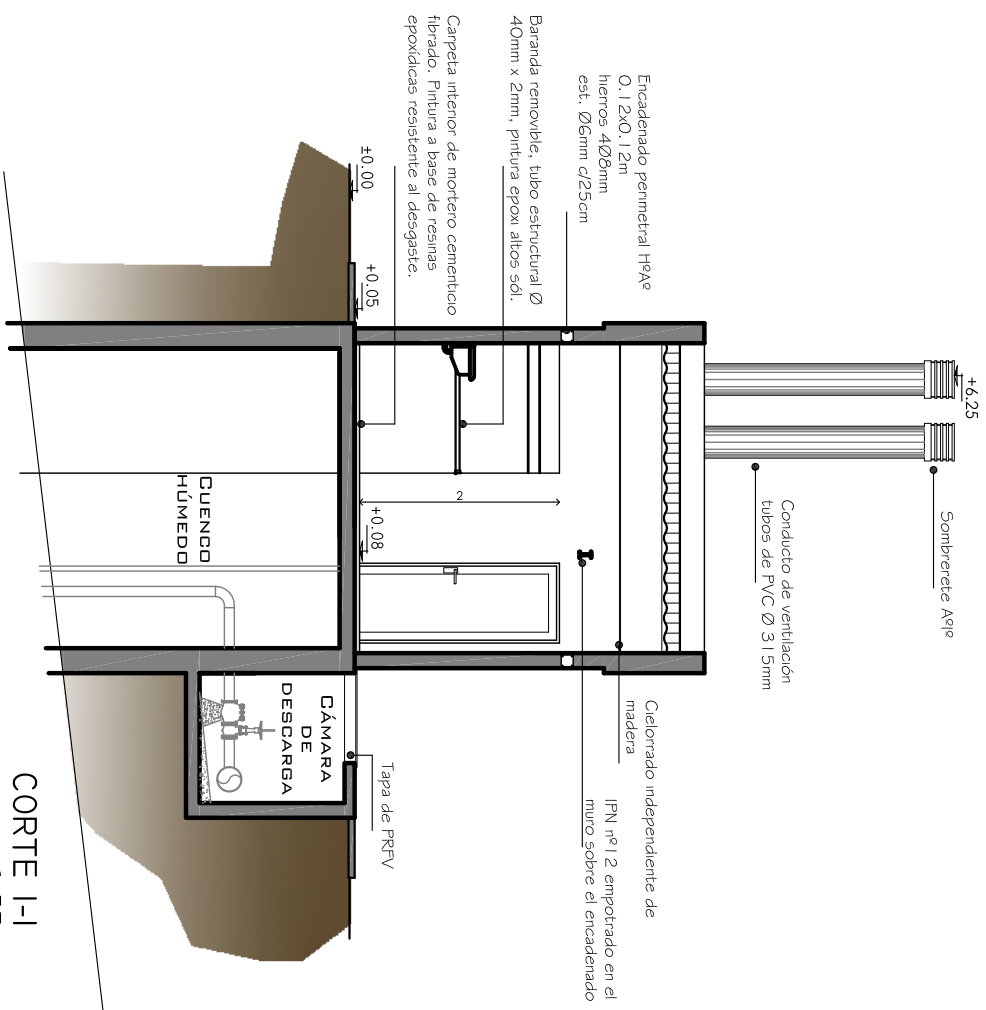 +6.25
Sombrerete AºIº
Conducto de ventilación
tubos de PVC Ø 315mm
Encadenado perimetral HºAº
0.12x0.12m
hierros 4Ø8mm
est. Ø6mm c/25cm
Baranda removible, tubo estructural Ø
40mm x 2mm, pintura epoxi altos sól.
Carpeta interior de mortero cementicio
fibrado. Pintura a base de resinas
epoxídicas resistente al desgaste.
Cielorrado independiente de
madera
IPN nº12 empotrado en el
muro sobre el encadenado
2
±0.00
+0.05
+0.08
Tapa de PRFV
CUENCO
HÚMEDO
CÁMARA
DE
DESCARGA
CORTE I-I